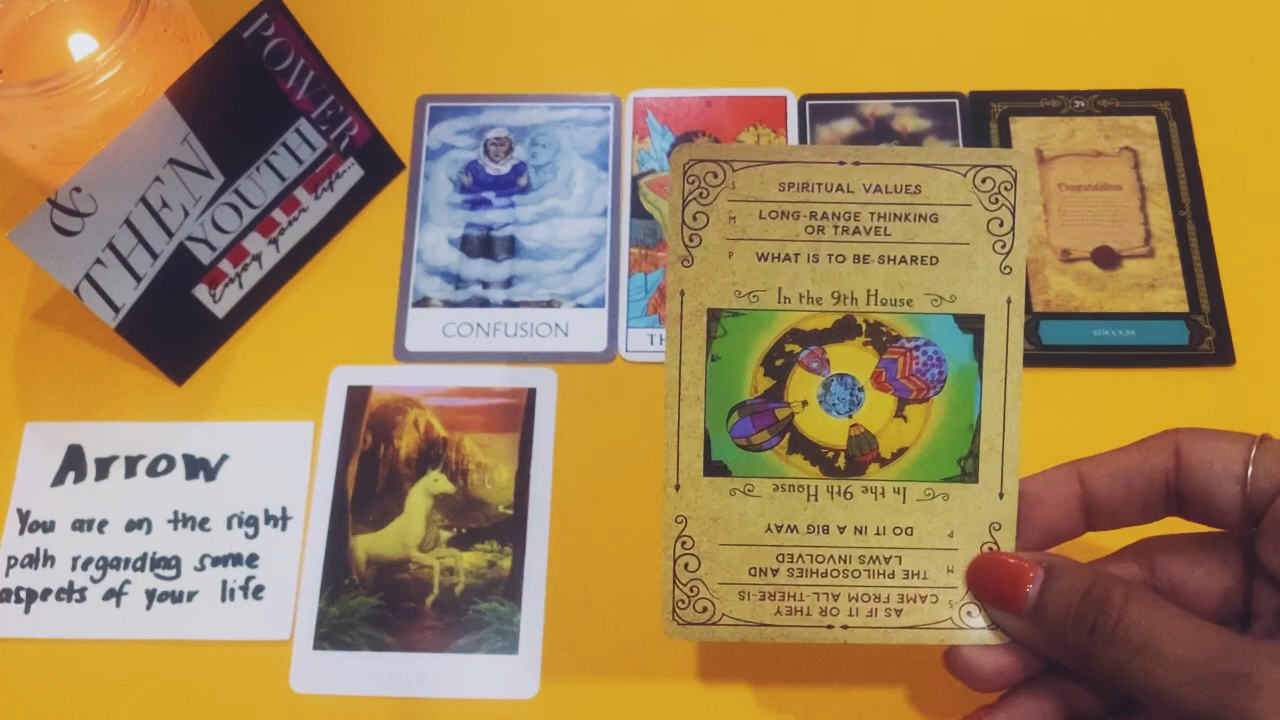 POWER
&
THEN
YOUTH
Enjoy your life...
CONFUSION
TH
39
Congratulations
SUCCESS
S SPIRITUAL VALUES
M LONG-RANGE THINKING
OR TRAVEL
P WHAT IS TO BE SHARED
In the 9th House
In the 9th House
P DO IT IN A BIG WAY
M THE PHILOSOPHIES AND
LAWS INVOLVED
S AS IF IT OR THEY
CAME FROM ALL-THERE-IS
Arrow
You are on the right
path regarding some
aspects of your life